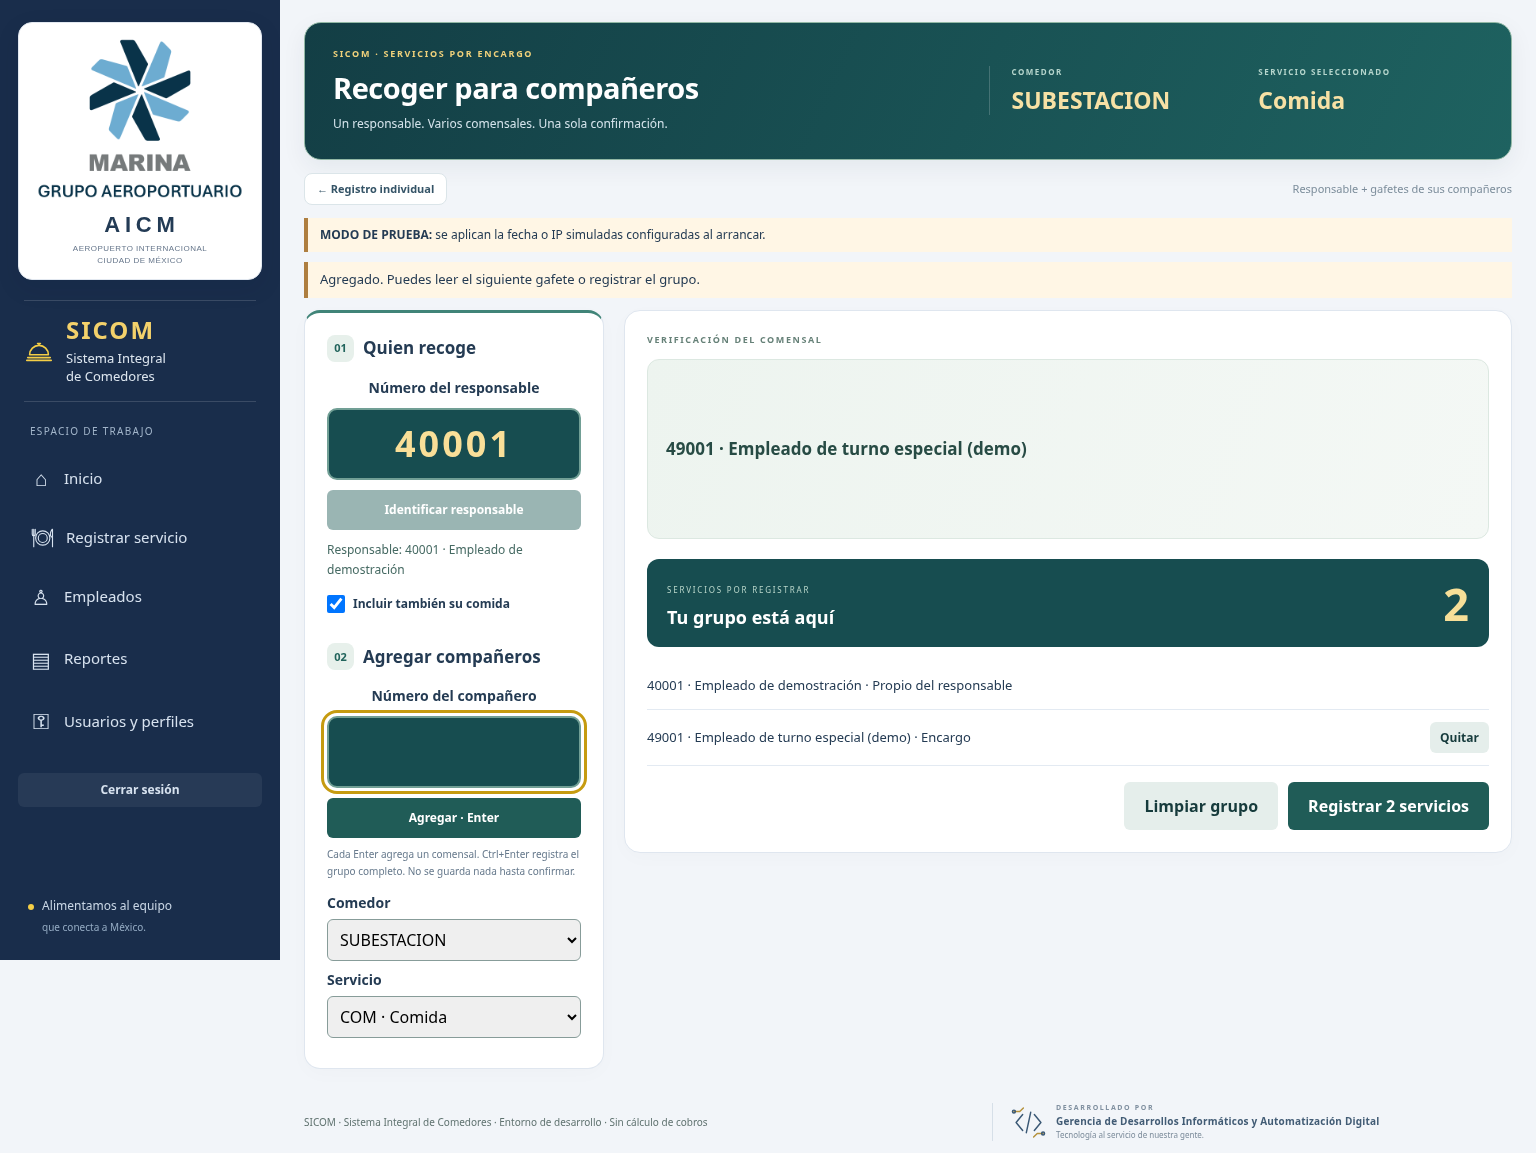 MARINA
GRUPO AEROPORTUARIO
AICM
AEROPUERTO INTERNACIONAL
CIUDAD DE MÉXICO
SICOM
Sistema Integral
de Comedores
ESPACIO DE TRABAJO
Inicio
Registrar servicio
Empleados
Reportes
Usuarios y perfiles
Cerrar sesión
Alimentamos al equipo
que conecta a México.
SICOM · SERVICIOS POR ENCARGO
Recoger para compañeros
Un responsable. Varios comensales. Una sola confirmación.
COMEDOR
SUBESTACION
SERVICIO SELECCIONADO
Comida
← Registro individual
Responsable + gafetes de sus compañeros
MODO DE PRUEBA: se aplican la fecha o IP simuladas configuradas al arrancar.
Agregado. Puedes leer el siguiente gafete o registrar el grupo.
01 Quien recoge
Número del responsable
40001
Identificar responsable
Responsable: 40001 · Empleado de
demostración
Incluir también su comida
02 Agregar compañeros
Número del compañero
Agregar · Enter
Cada Enter agrega un comensal. Ctrl+Enter registra el
grupo completo. No se guarda nada hasta confirmar.
Comedor
SUBESTACION
Servicio
COM · Comida
VERIFICACIÓN DEL COMENSAL
49001 · Empleado de turno especial (demo)
SERVICIOS POR REGISTRAR
Tu grupo está aquí
2
40001 · Empleado de demostración · Propio del responsable
49001 · Empleado de turno especial (demo) · Encargo
Quitar
Limpiar grupo
Registrar 2 servicios
SICOM · Sistema Integral de Comedores · Entorno de desarrollo · Sin cálculo de cobros
DESARROLLADO POR
Gerencia de Desarrollos Informáticos y Automatización Digital
Tecnología al servicio de nuestra gente.